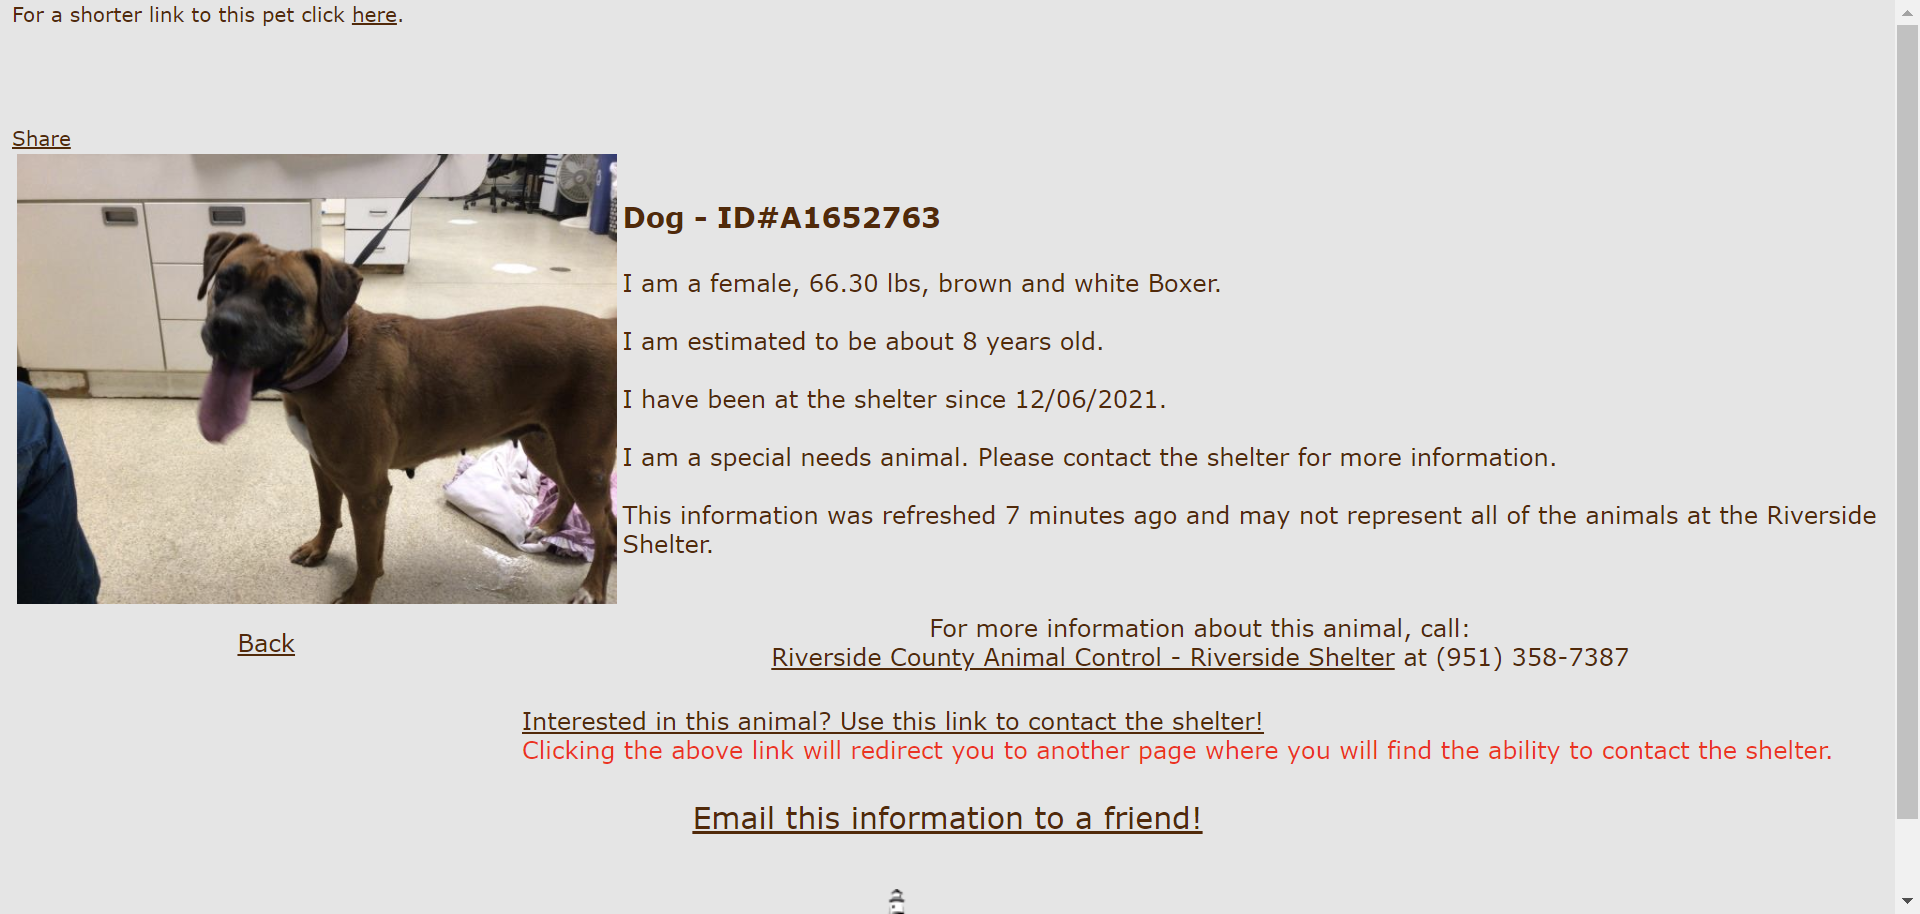 For a shorter link to this pet click here.
Share
Dog - ID#A1652763
I am a female, 66.30 lbs, brown and white Boxer.
I am estimated to be about 8 years old.
I have been at the shelter since 12/06/2021.
I am a special needs animal. Please contact the shelter for more information.
This information was refreshed 7 minutes ago and may not represent all of the animals at the Riverside
Shelter.
Back
For more information about this animal, call:
Riverside County Animal Control - Riverside Shelter at (951) 358-7387
Interested in this animal? Use this link to contact the shelter!
Clicking the above link will redirect you to another page where you will find the ability to contact the shelter.
Email this information to a friend!